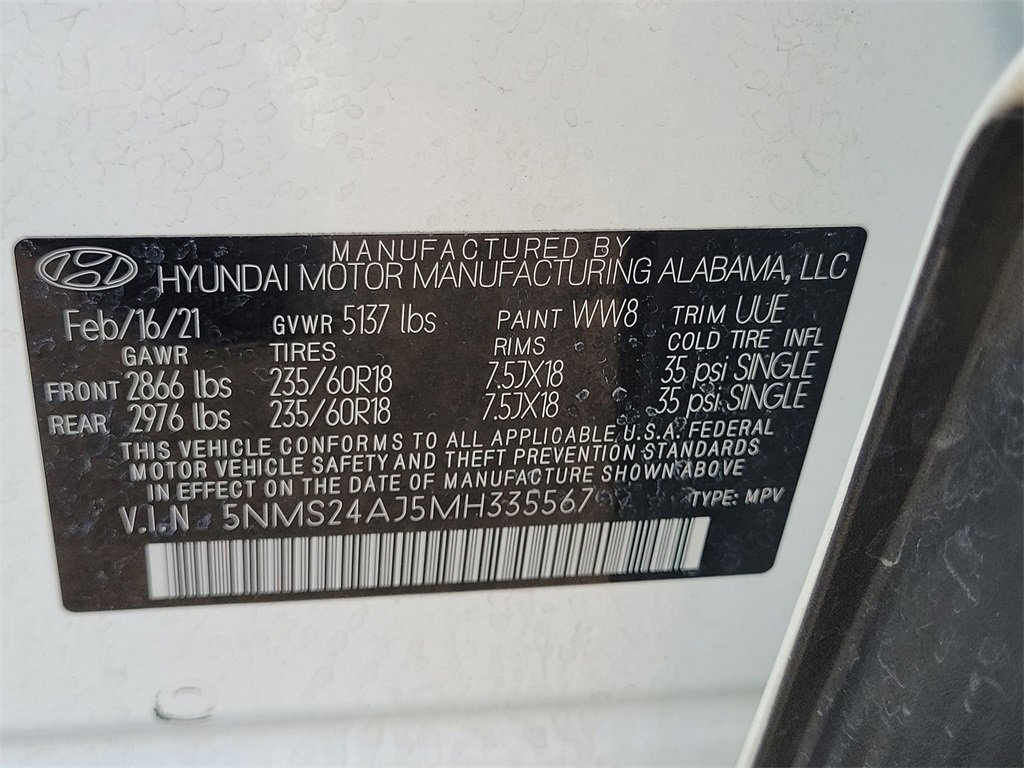 MANUFACTURED BY
HYUNDAI MOTOR MANUFACTURING ALABAMA, LLC
Feb/16/21 GVWR 5137 lbs PAINT WW8 TRIM UUE
GAWR TIRES RIMS COLD TIRE INFL
FRONT 2866 lbs 235/60R18 7.5JX18 35 psi SINGLE
REAR 2976 lbs 235/60R18 7.5JX18 35 psi SINGLE
THIS VEHICLE CONFORMS TO ALL APPLICABLE U.S.A. FEDERAL
MOTOR VEHICLE SAFETY AND THEFT PREVENTION STANDARDS
IN EFFECT ON THE DATE OF MANUFACTURE SHOWN ABOVE
V.I.N 5NMS24AJ5MH335567 TYPE: MPV